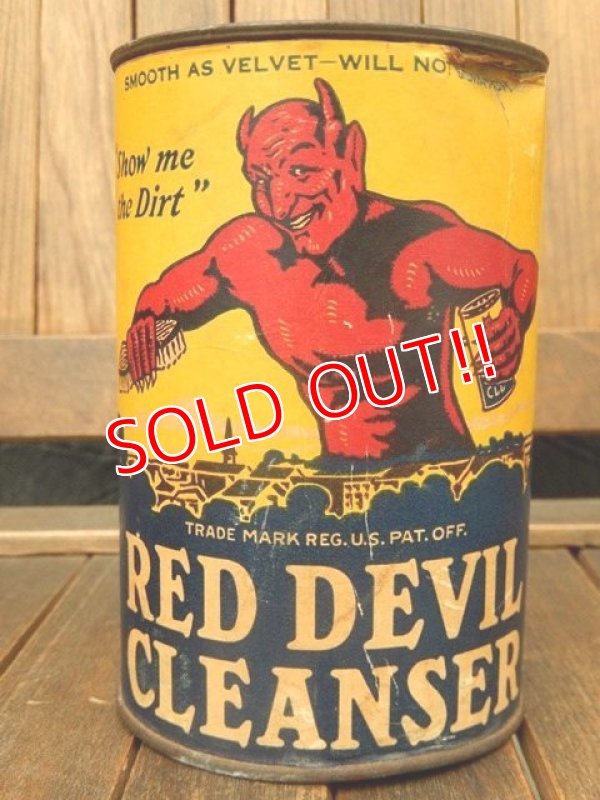 SMOOTH AS VELVET—WILL NO
"Show me
the Dirt"
SOLD OUT!!
TRADE MARK REG. U.S. PAT. OFF.
RED DEVIL
CLEANSER